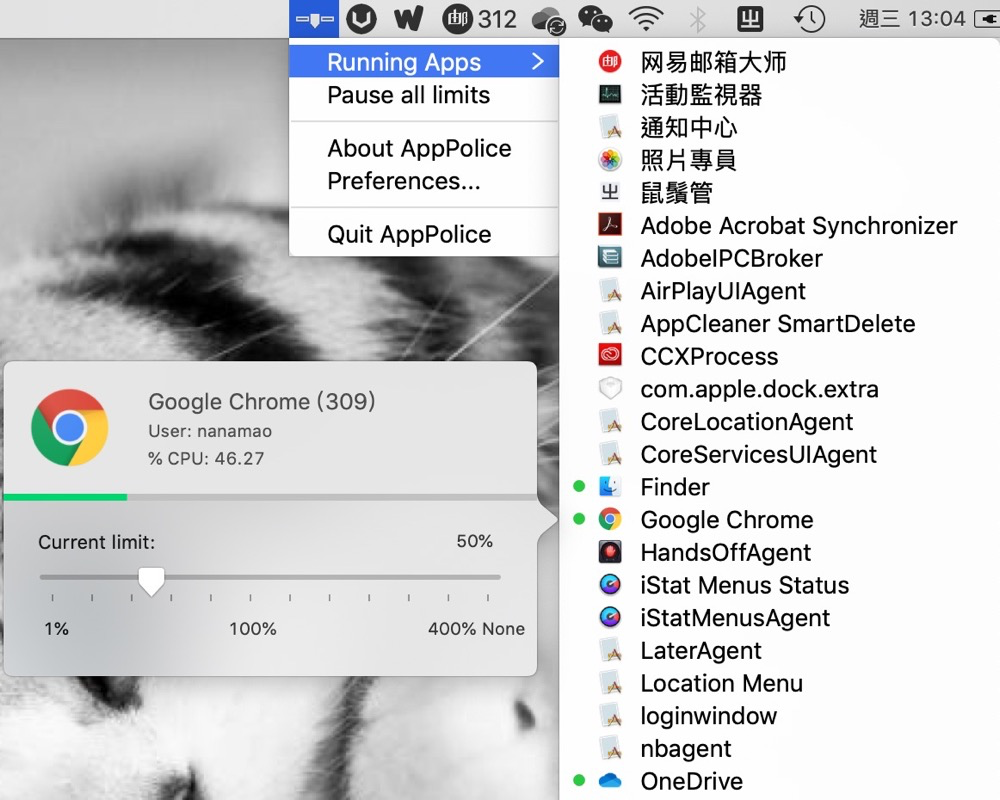 312
週三 13:04
Running Apps
Pause all limits
About AppPolice
Preferences...
Quit AppPolice
网易邮箱大师
活動監視器
通知中心
照片專員
鼠鬚管
Adobe Acrobat Synchronizer
AdobeIPCBroker
AirPlayUIAgent
AppCleaner SmartDelete
CCXProcess
com.apple.dock.extra
CoreLocationAgent
CoreServicesUIAgent
Finder
Google Chrome
HandsOffAgent
iStat Menus Status
iStatMenusAgent
LaterAgent
Location Menu
loginwindow
nbagent
OneDrive
Google Chrome (309)
User: nanamao
% CPU: 46.27
Current limit: 50%
1% 100% 400% None